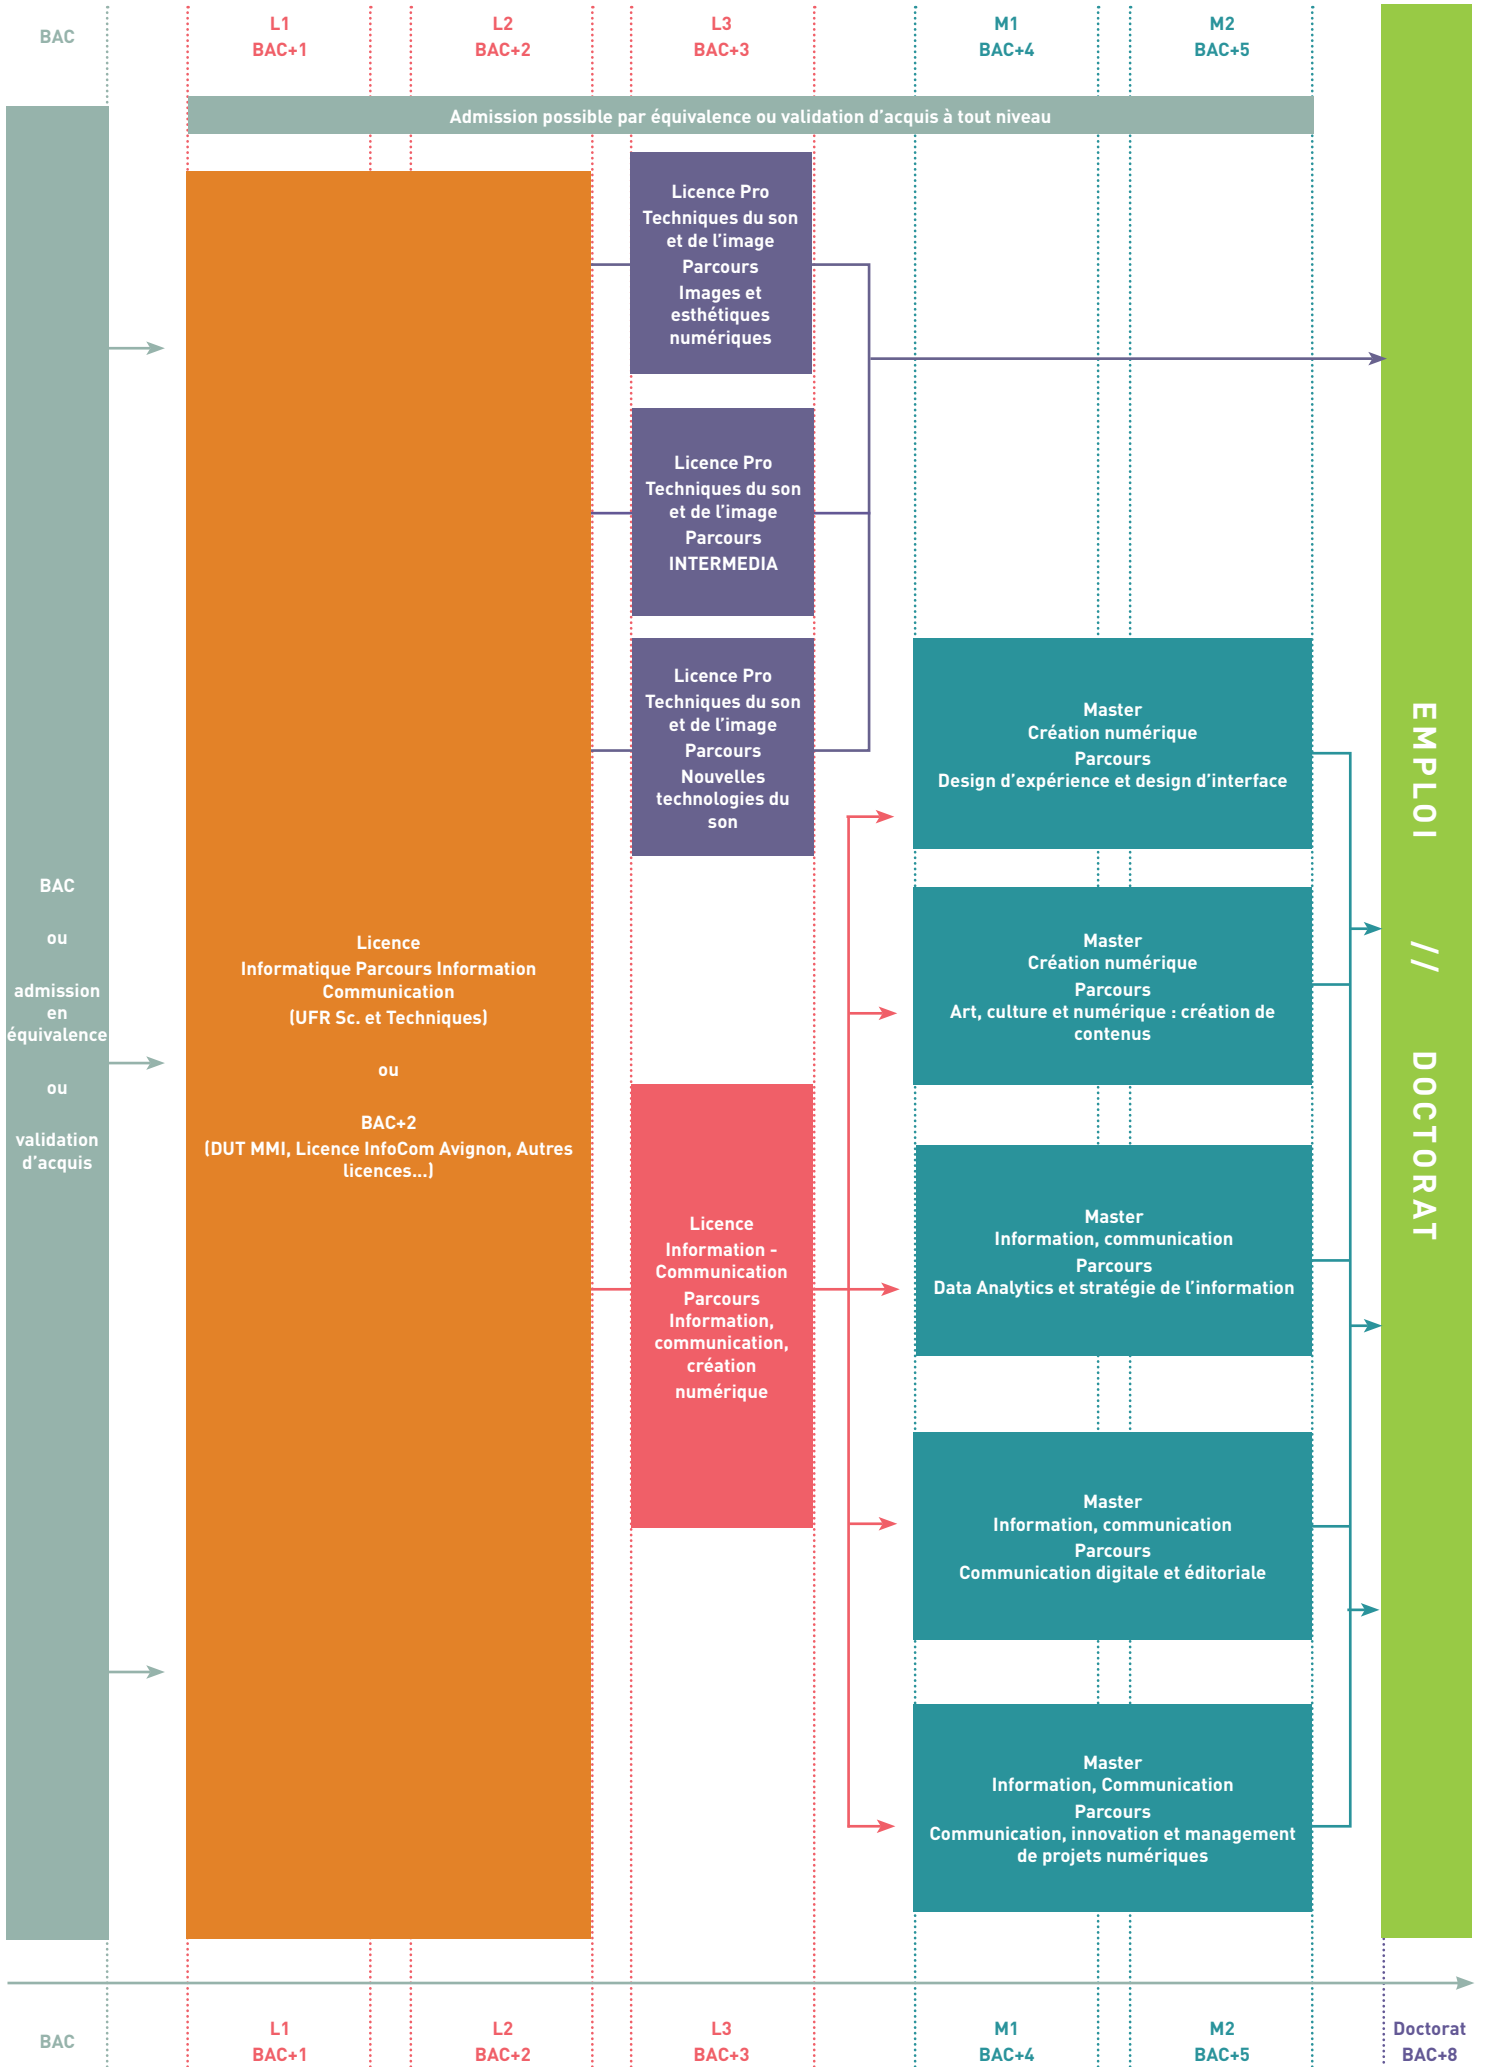 BAC
L1
BAC+1
L2
BAC+2
L3
BAC+3
M1
BAC+4
M2
BAC+5
Admission possible par équivalence ou validation d’acquis à tout niveau
BAC
ou
admission
en
équivalence
ou
validation
d’acquis
Licence
Informatique Parcours Information
Communication
(UFR Sc. et Techniques)
ou
BAC+2
(DUT MMI, Licence InfoCom Avignon, Autres
licences...)
Licence Pro
Techniques du son
et de l’image
Parcours
Images et
esthétiques
numériques
Licence Pro
Techniques du son
et de l’image
Parcours
INTERMEDIA
Licence Pro
Techniques du son
et de l’image
Parcours
Nouvelles
technologies du
son
Licence
Information -
Communication
Parcours
Information,
communication,
création
numérique
Master
Création numérique
Parcours
Design d’expérience et design d’interface
Master
Création numérique
Parcours
Art, culture et numérique : création de
contenus
Master
Information, communication
Parcours
Data Analytics et stratégie de l’information
Master
Information, communication
Parcours
Communication digitale et éditoriale
Master
Information, Communication
Parcours
Communication, innovation et management
de projets numériques
EMPLOI // DOCTORAT
BAC
L1
BAC+1
L2
BAC+2
L3
BAC+3
M1
BAC+4
M2
BAC+5
Doctorat
BAC+8